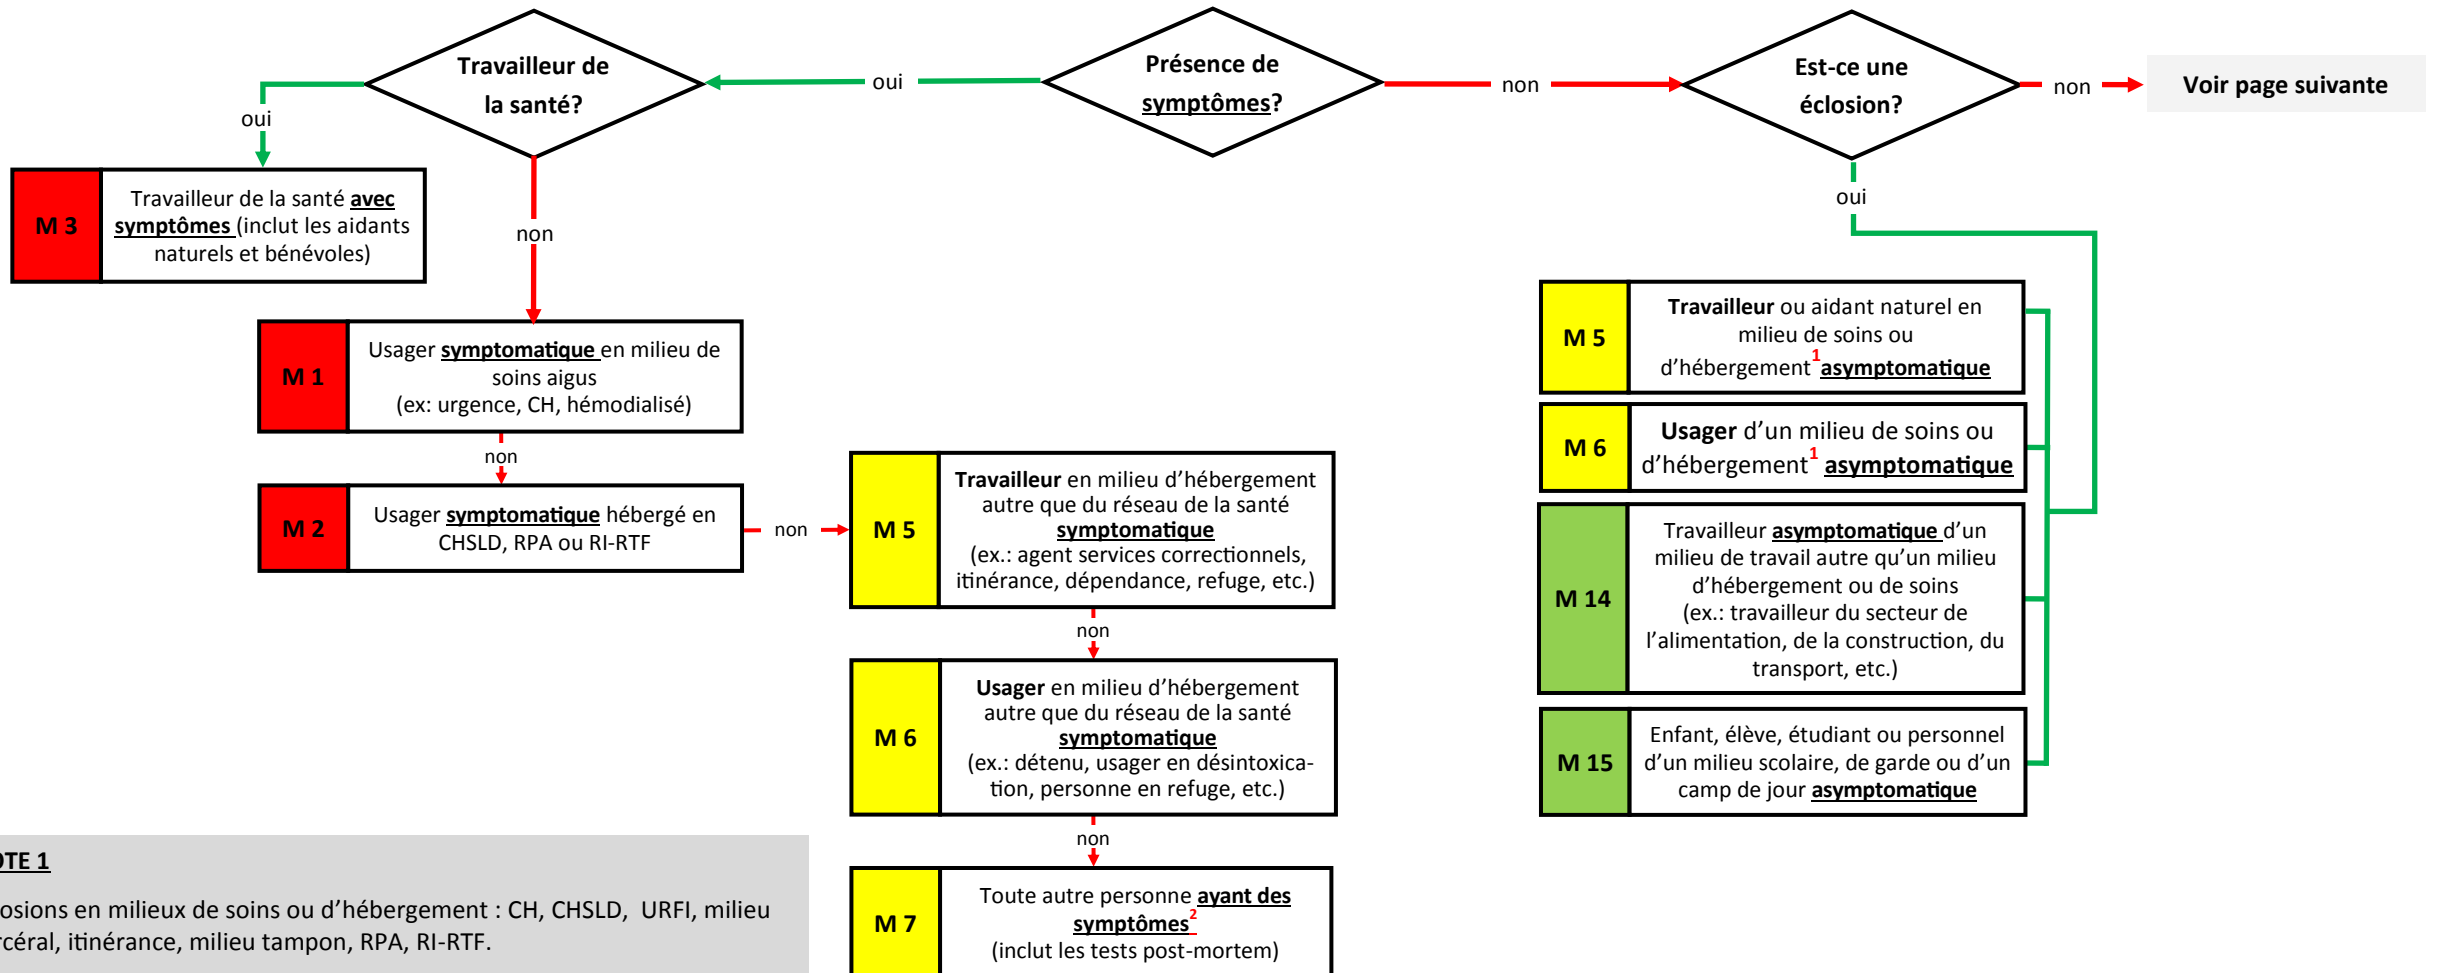 Travailleur de
la santé?
oui
Présence de
symptômes?
non
Est-ce une
éclosion?
non
Voir page suivante
oui
M 3
Travailleur de la santé avec
symptômes (inclut les aidants
naturels et bénévoles)
non
oui
M 1
Usager symptomatique en milieu de
soins aigus
(ex: urgence, CH, hémodialisé)
non
M 2
Usager symptomatique hébergé en
CHSLD, RPA ou RI-RTF
non
M 5
Travailleur en milieu d’hébergement
autre que du réseau de la santé
symptomatique
(ex.: agent services correctionnels,
itinérance, dépendance, refuge, etc.)
non
M 6
Usager en milieu d’hébergement
autre que du réseau de la santé
symptomatique
(ex.: détenu, usager en désintoxica-
tion, personne en refuge, etc.)
non
M 7
Toute autre personne ayant des
symptômes2
(inclut les tests post-mortem)
M 5
Travailleur ou aidant naturel en
milieu de soins ou
d’hébergement1 asymptomatique
M 6
Usager d’un milieu de soins ou
d’hébergement1 asymptomatique
M 14
Travailleur asymptomatique d’un
milieu de travail autre qu’un milieu
d’hébergement ou de soins
(ex.: travailleur du secteur de
l’alimentation, de la construction, du
transport, etc.)
M 15
Enfant, élève, étudiant ou personnel
d’un milieu scolaire, de garde ou d’un
camp de jour asymptomatique
OTE 1
osions en milieux de soins ou d’hébergement : CH, CHSLD, URFI, milieu
rcéral, itinérance, milieu tampon, RPA, RI-RTF.